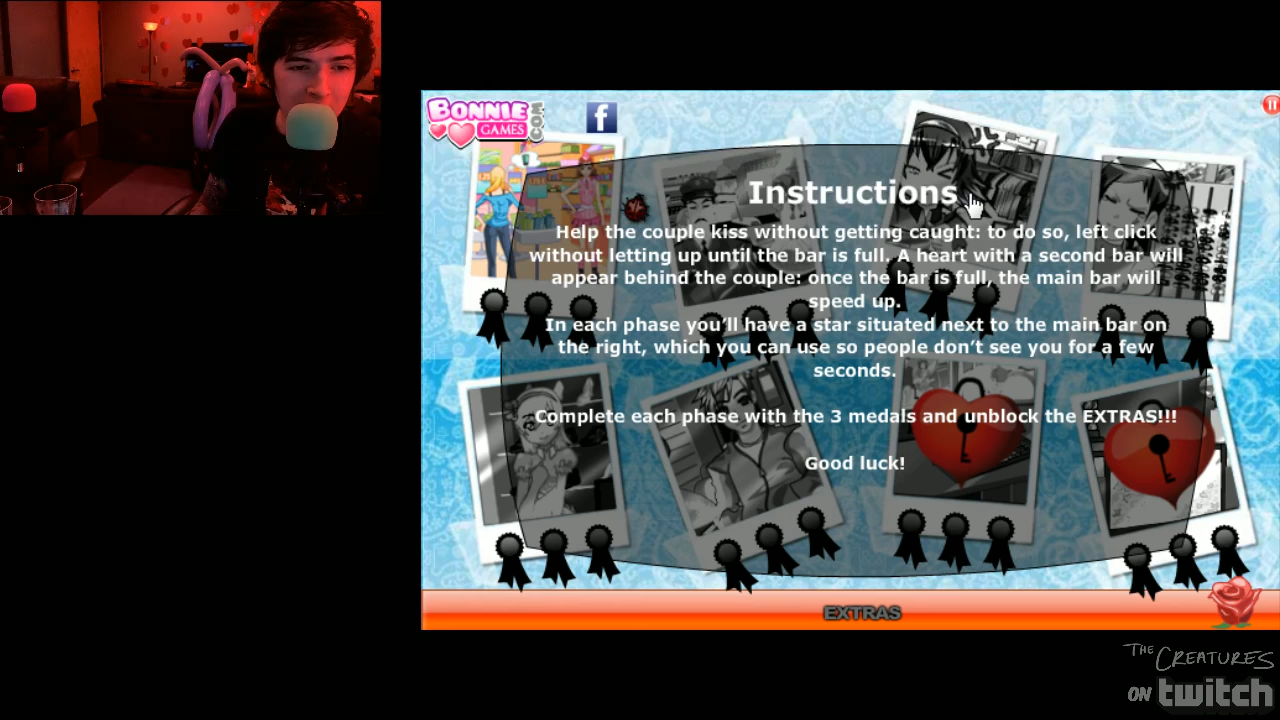 BONNIE
GAMES
.COM
f
Instructions
Help the couple kiss without getting caught: to do so, left click
without letting up until the bar is full. A heart with a second bar will
appear behind the couple: once the bar is full, the main bar will
speed up.
In each phase you'll have a star situated next to the main bar on
the right, which you can use so people don't see you for a few
seconds.
Complete each phase with the 3 medals and unblock the EXTRAS!!!
Good luck!
EXTRAS
THE CREATURES
ON twitch